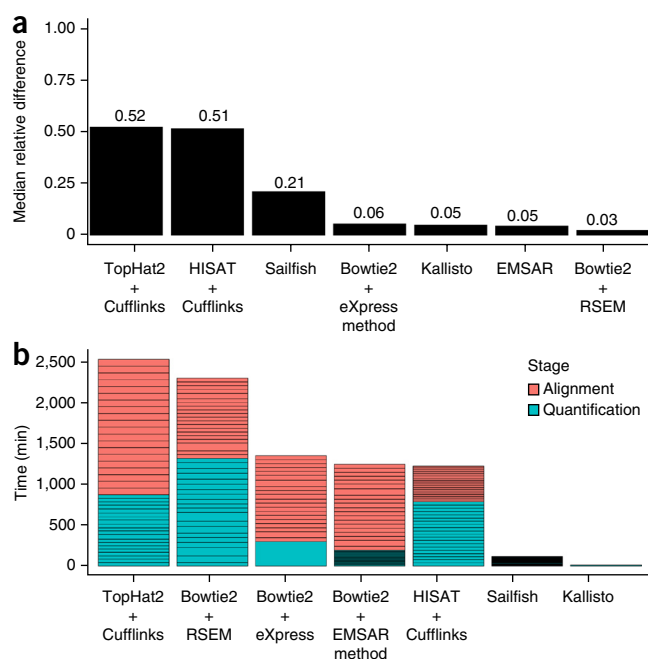 a
Median relative difference
1.00
0.75
0.50
0.25
0
0.52
0.51
0.21
0.06
0.05
0.05
0.03
TopHat2
+
Cufflinks
HISAT
+
Cufflinks
Sailfish
Bowtie2
+
eXpress
method
Kallisto
EMSAR
Bowtie2
+
RSEM
b
Time (min)
2,500
2,000
1,500
1,000
500
0
Stage
Alignment
Quantification
TopHat2
+
Cufflinks
Bowtie2
+
RSEM
Bowtie2
+
eXpress
Bowtie2
+
EMSAR
method
HISAT
+
Cufflinks
Sailfish
Kallisto